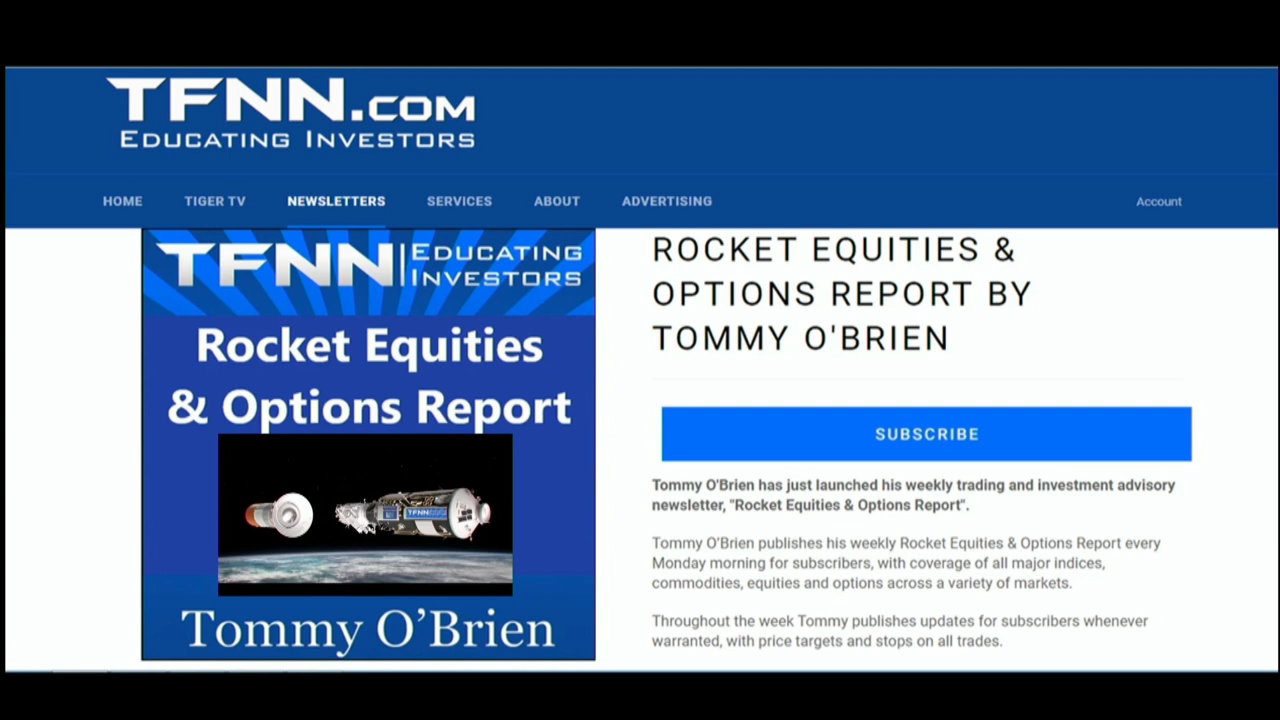 TFNN.COM
EDUCATING INVESTORS
HOME TIGER TV NEWSLETTERS SERVICES ABOUT ADVERTISING Account
TFNN EDUCATING
INVESTORS
Rocket Equities
& Options Report
TFNN
Tommy O’Brien
ROCKET EQUITIES &
OPTIONS REPORT BY
TOMMY O'BRIEN
SUBSCRIBE
Tommy O'Brien has just launched his weekly trading and investment advisory
newsletter, "Rocket Equities & Options Report".
Tommy O’Brien publishes his weekly Rocket Equities & Options Report every
Monday morning for subscribers, with coverage of all major indices,
commodities, equities and options across a variety of markets.
Throughout the week Tommy publishes updates for subscribers whenever
warranted, with price targets and stops on all trades.